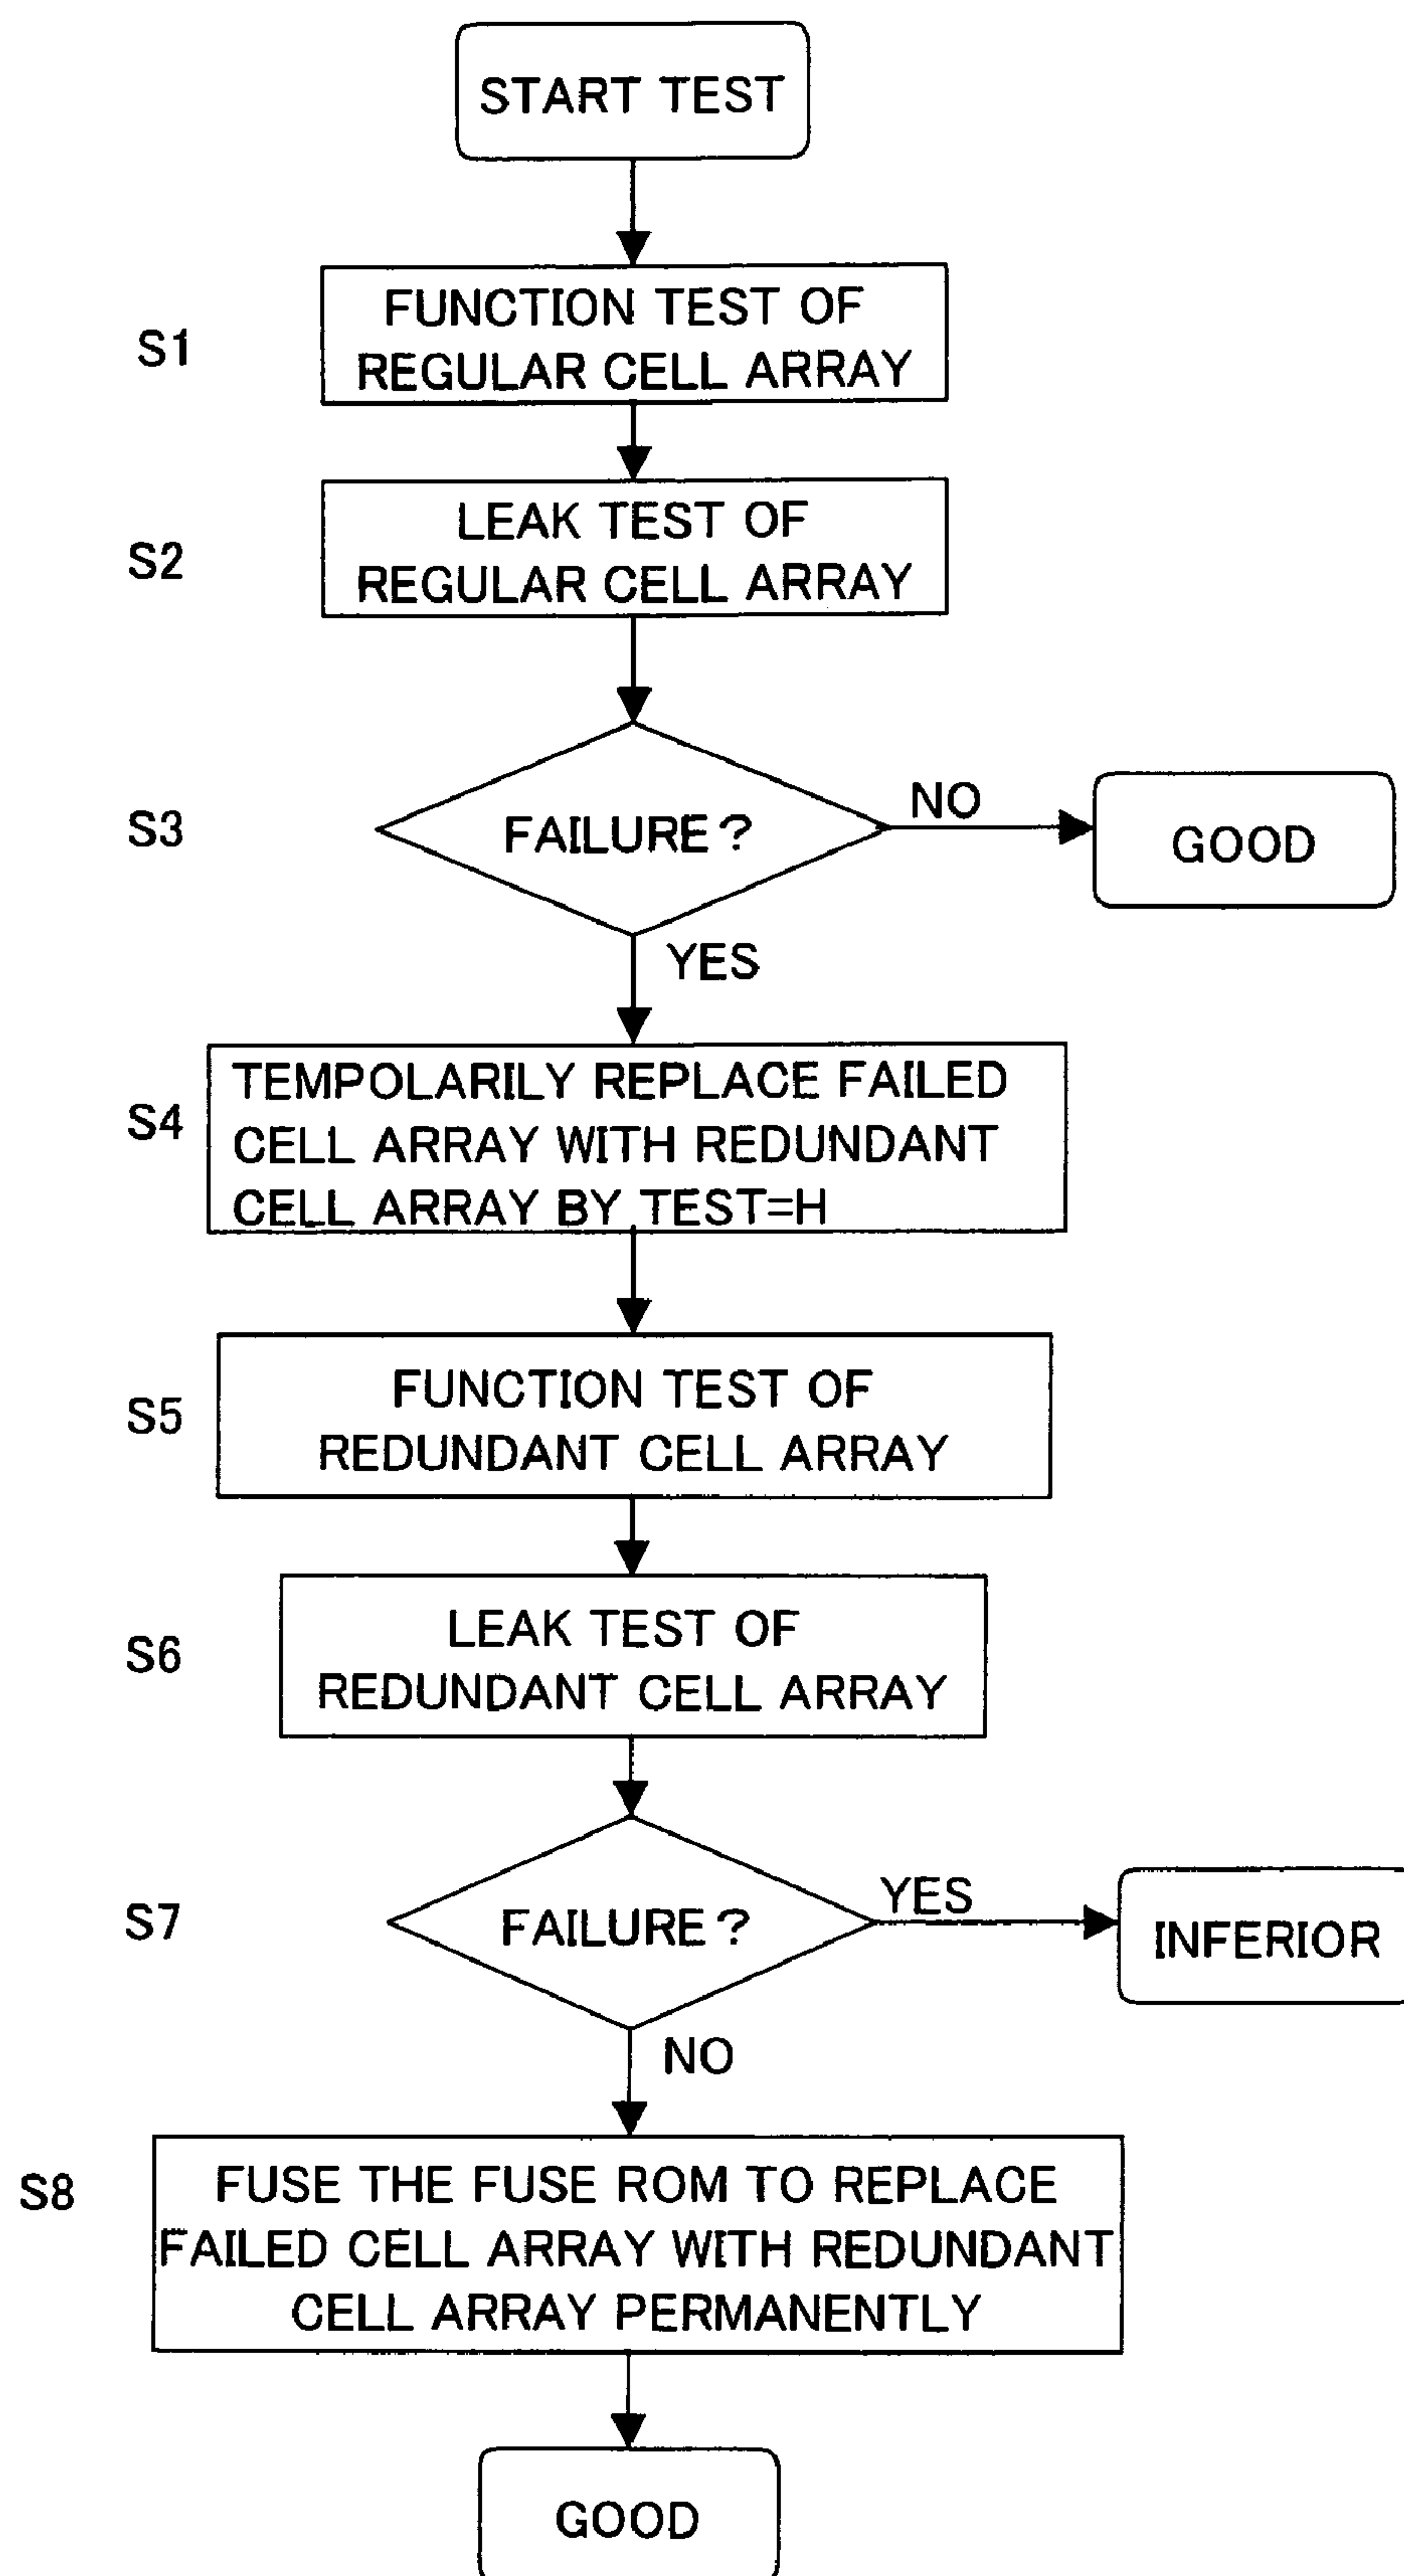 START TEST
S1
FUNCTION TEST OF
REGULAR CELL ARRAY
S2
LEAK TEST OF
REGULAR CELL ARRAY
S3
FAILURE?
NO
GOOD
YES
S4
TEMPOLARILY REPLACE FAILED
CELL ARRAY WITH REDUNDANT
CELL ARRAY BY TEST=H
S5
FUNCTION TEST OF
REDUNDANT CELL ARRAY
S6
LEAK TEST OF
REDUNDANT CELL ARRAY
S7
FAILURE?
YES
INFERIOR
NO
S8
FUSE THE FUSE ROM TO REPLACE
FAILED CELL ARRAY WITH REDUNDANT
CELL ARRAY PERMANENTLY
GOOD